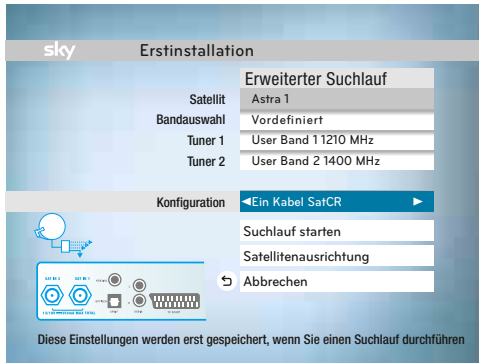 sky Erstinstallation
Erweiterter Suchlauf
Satellit Astra 1
Bandauswahl Vordefiniert
Tuner 1 User Band 1 1210 MHz
Tuner 2 User Band 2 1400 MHz
Konfiguration Ein Kabel SatCR
Suchlauf starten
Satellitenausrichtung
Abbrechen
SAT IN 2 SAT IN 1
Diese Einstellungen werden erst gespeichert, wenn Sie einen Suchlauf durchführen